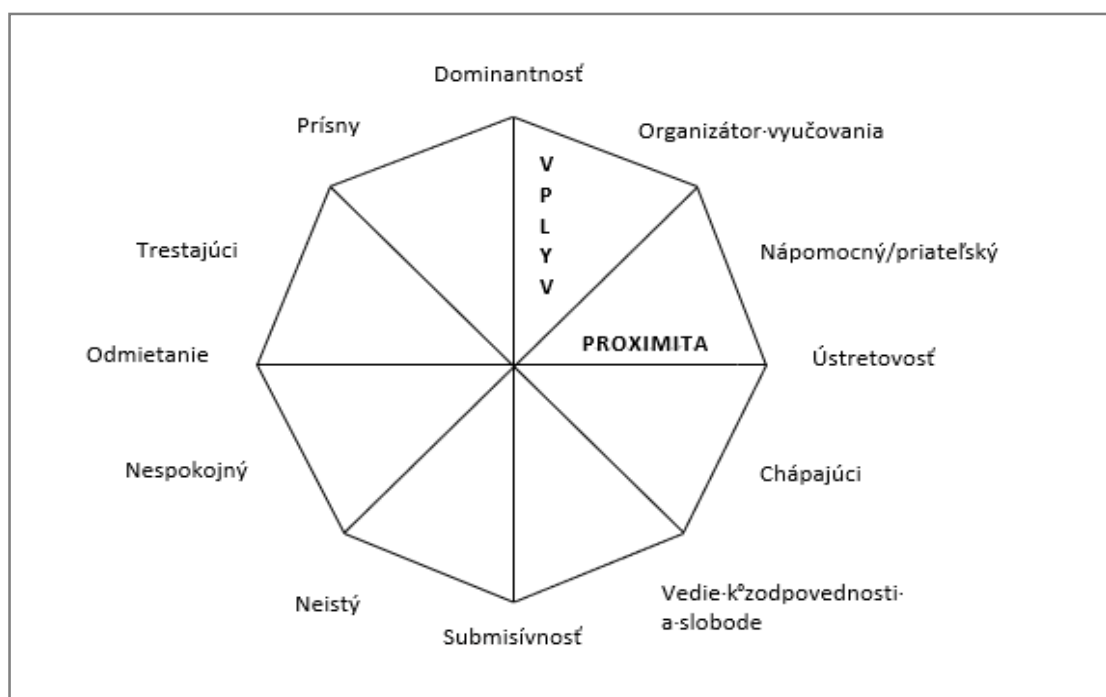 Dominantnosť
Prísny
Organizátor·vyučovania
V
P
L
Y
V
Trestajúci
Nápomocný/priateľský
PROXIMITA
Odmietanie
Ústretovosť
Nespokojný
Chápajúci
Neistý
Vedie·k°zodpovednosti·
a·slobode
Submisívnosť